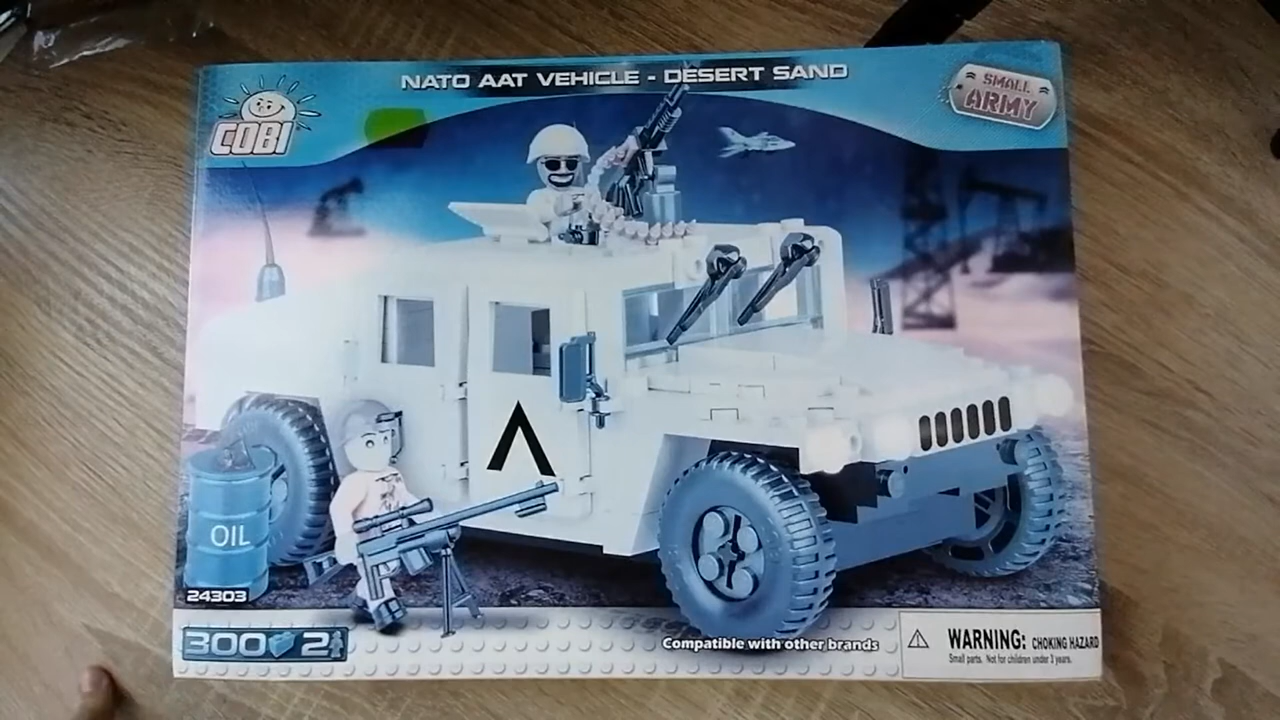 NATO AAT VEHICLE - DESERT SAND
COBI
SMALL
ARMY
OIL
24303
300 2
Compatible with other brands
WARNING: CHOKING HAZARD
Small parts. Not for children under 3 years.